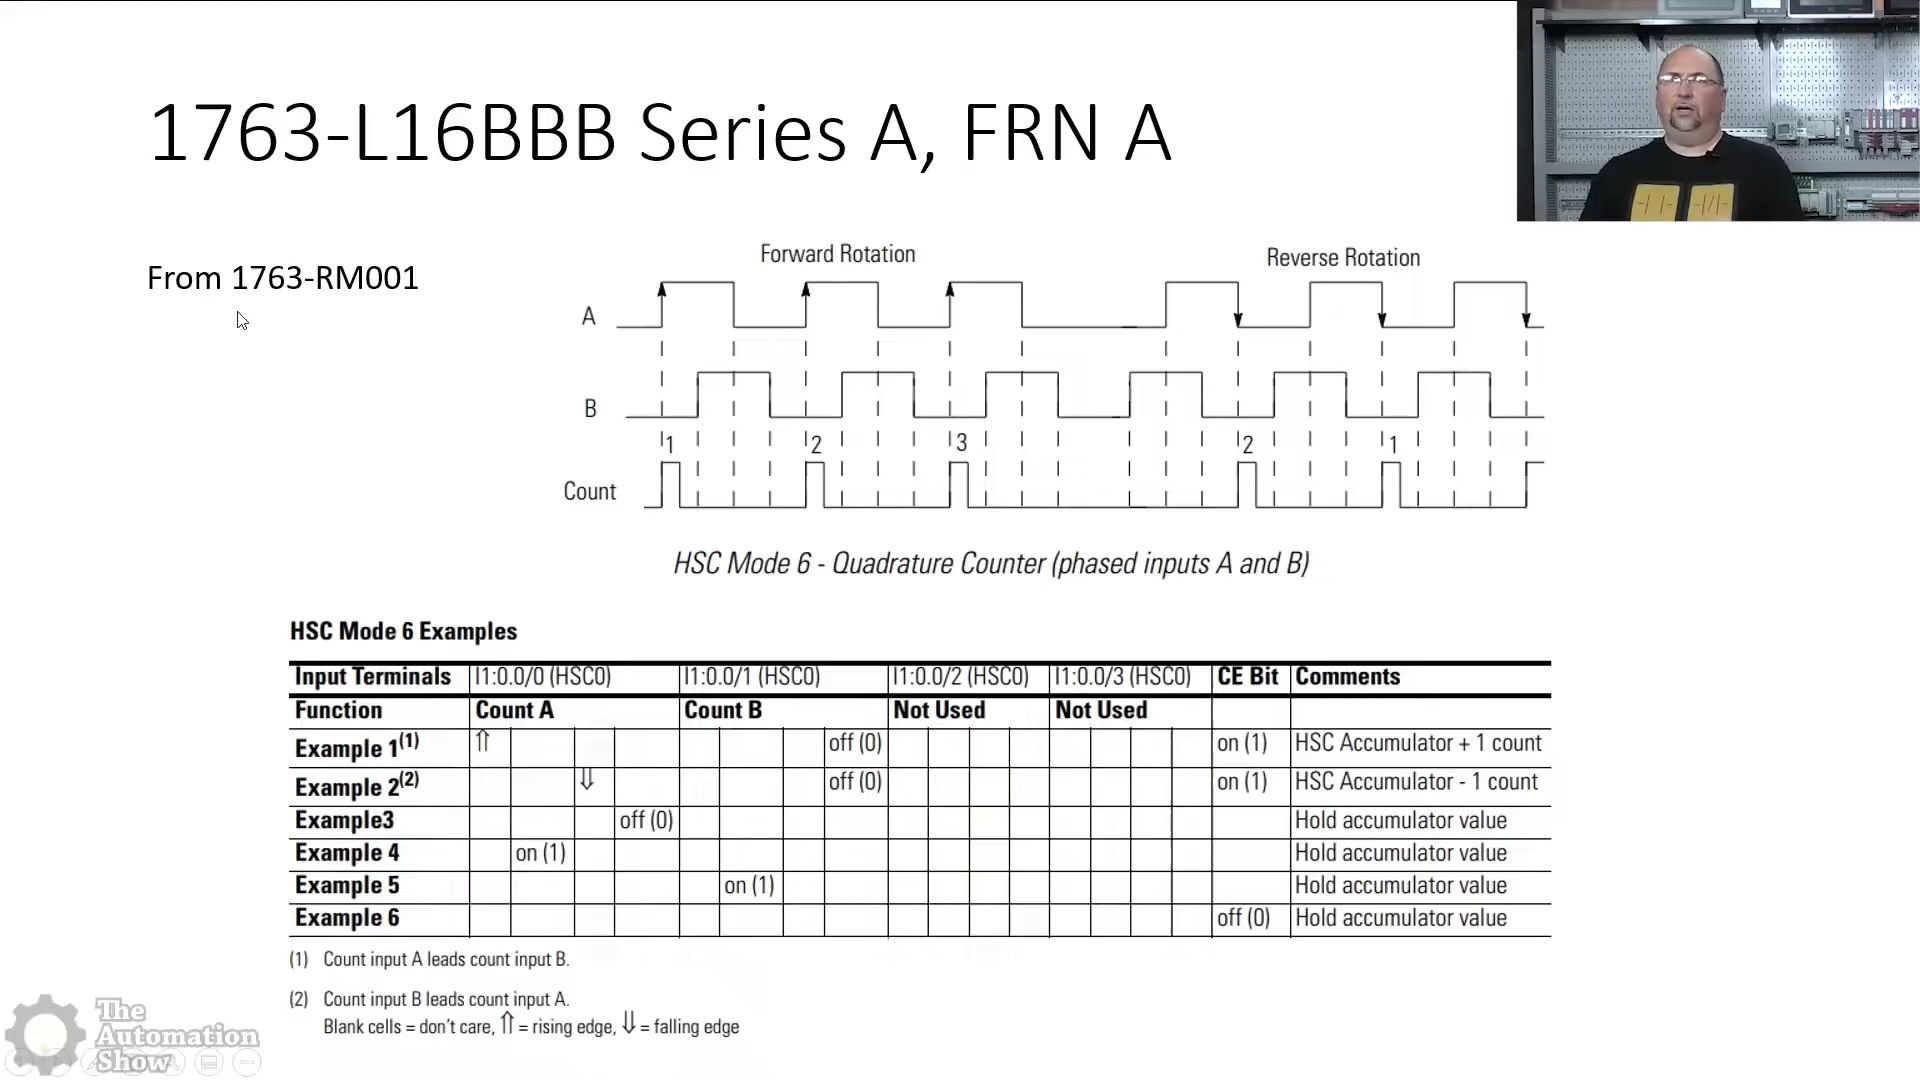 1763-L16BBB Series A, FRN A
From 1763-RM001
Forward Rotation
Reverse Rotation
A
B
1 2 3 2 1
Count
HSC Mode 6 - Quadrature Counter (phased inputs A and B)
HSC Mode 6 Examples
Input Terminals I1:0.0/0 (HSC0) I1:0.0/1 (HSC0) I1:0.0/2 (HSC0) I1:0.0/3 (HSC0) CE Bit Comments
Function Count A Count B Not Used Not Used
Example 1(1) ⇑ off (0) on (1) HSC Accumulator + 1 count
Example 2(2) ⇓ off (0) on (1) HSC Accumulator - 1 count
Example3 off (0) Hold accumulator value
Example 4 on (1) Hold accumulator value
Example 5 on (1) Hold accumulator value
Example 6 off (0) Hold accumulator value
(1) Count input A leads count input B.
(2) Count input B leads count input A.
Blank cells = don't care, ⇑ = rising edge, ⇓ = falling edge
The
Automation
Show